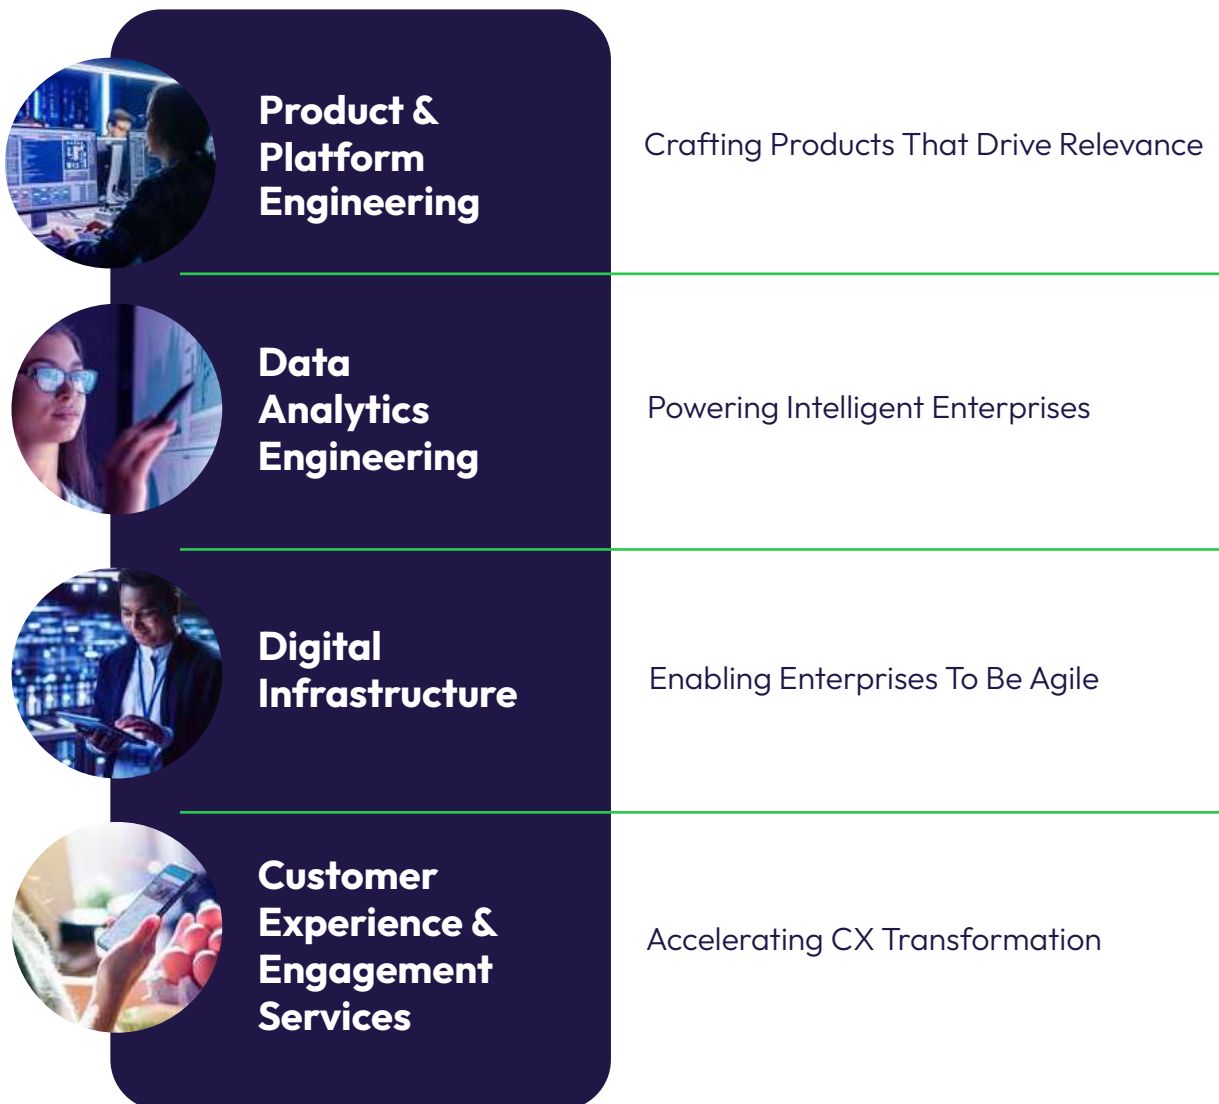 Product &
Platform
Engineering
Crafting Products That Drive Relevance
Data
Analytics
Engineering
Powering Intelligent Enterprises
Digital
Infrastructure
Enabling Enterprises To Be Agile
Customer
Experience &
Engagement
Services
Accelerating CX Transformation